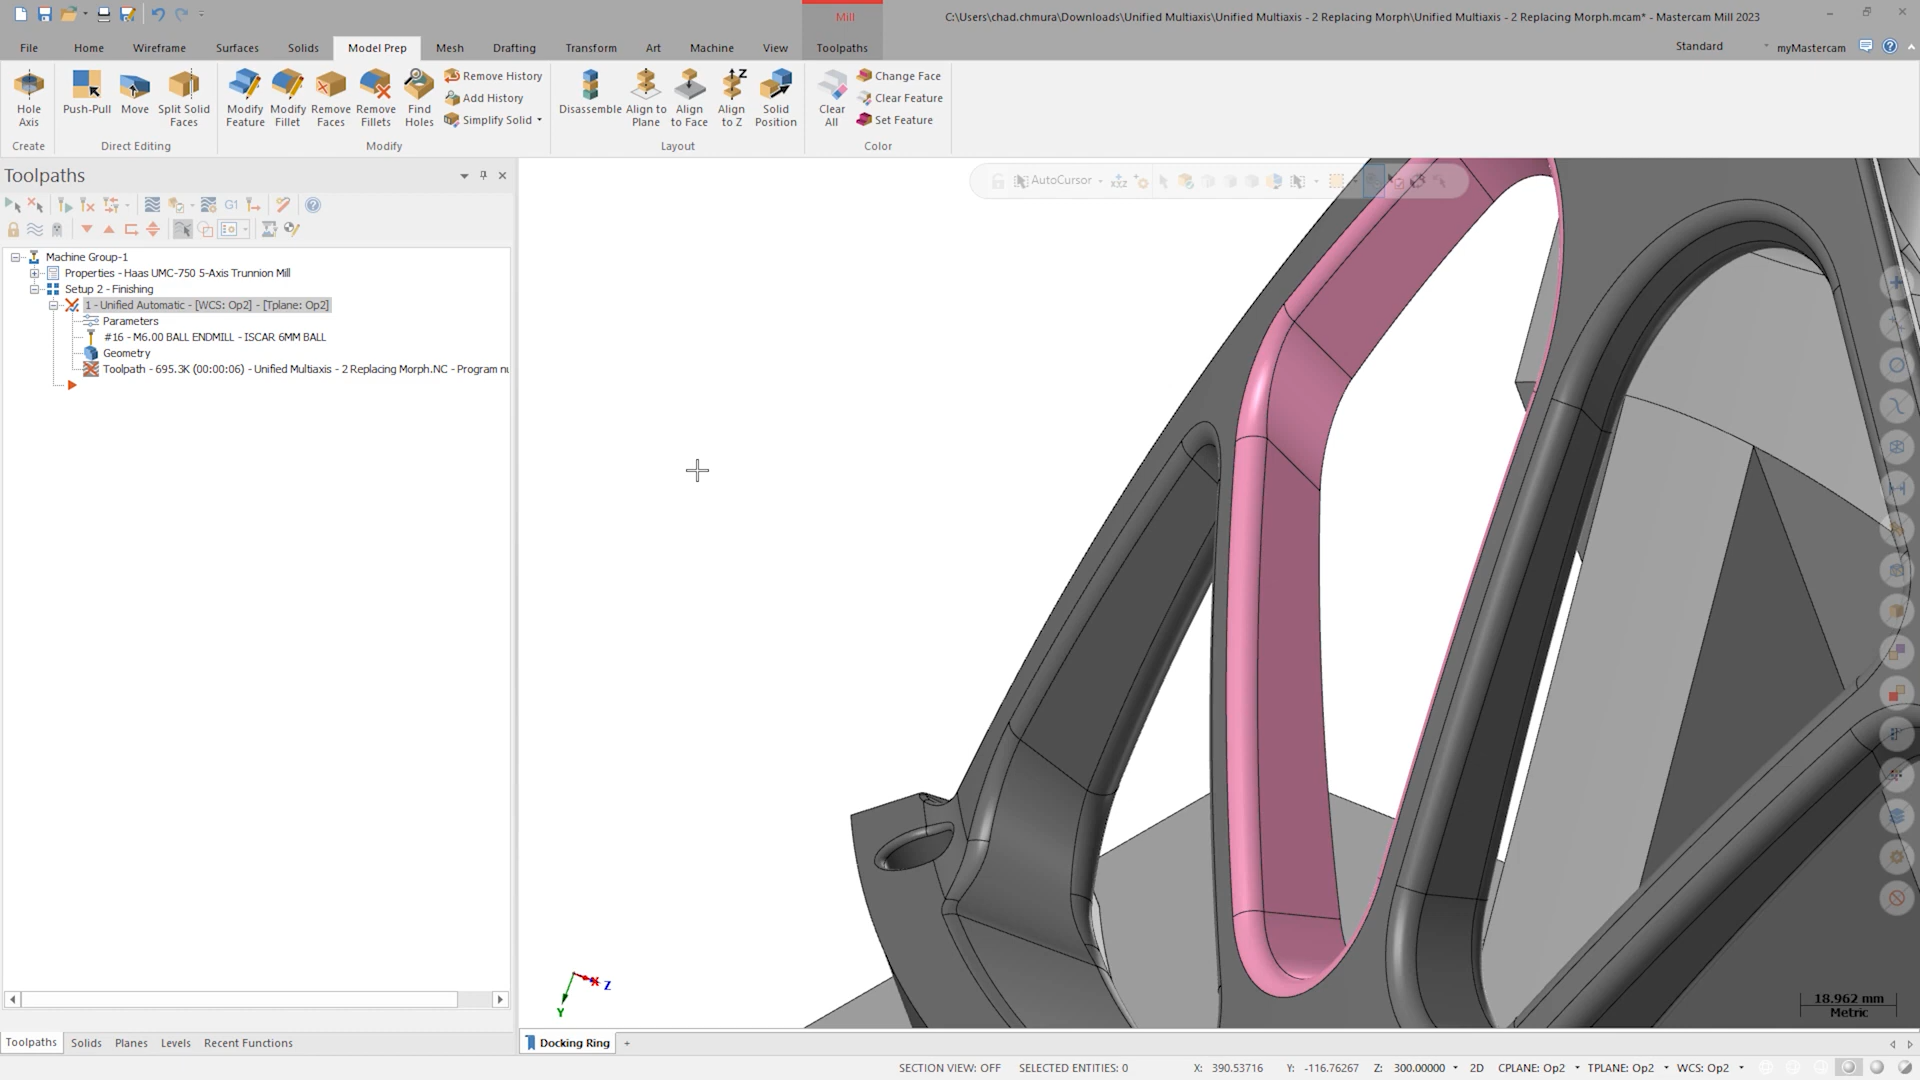 Mill
C:\Users\chad.chmura\Downloads\Unified Multiaxis\Unified Multiaxis - 2 Replacing Morph\Unified Multiaxis - 2 Replacing Morph.mcam* - Mastercam Mill 2023
File Home Wireframe Surfaces Solids Model Prep Mesh Drafting Transform Art Machine View Toolpaths
Standard myMastercam
Hole Axis
Push-Pull Move Split Solid Faces
Modify Feature Modify Fillet Remove Faces Remove Fillets Find Holes
Remove History
Add History
Simplify Solid
Disassemble Align to Plane Align to Face Align to Z Solid Position
Clear All
Change Face
Clear Feature
Set Feature
Create Direct Editing Modify Layout Color
Toolpaths
AutoCursor
G1
Machine Group-1
Properties - Haas UMC-750 5-Axis Trunnion Mill
Setup 2 - Finishing
1 - Unified Automatic - [WCS: Op2] - [Tplane: Op2]
Parameters
#16 - M6.00 BALL ENDMILL - ISCAR 6MM BALL
Geometry
Toolpath - 695.3K (00:00:06) - Unified Multiaxis - 2 Replacing Morph.NC - Program nu
Z
Y
18.962 mm
Metric
Toolpaths Solids Planes Levels Recent Functions
Docking Ring +
SECTION VIEW: OFF SELECTED ENTITIES: 0 X: 390.53716 Y: -116.76267 Z: 300.00000 2D CPLANE: Op2 TPLANE: Op2 WCS: Op2